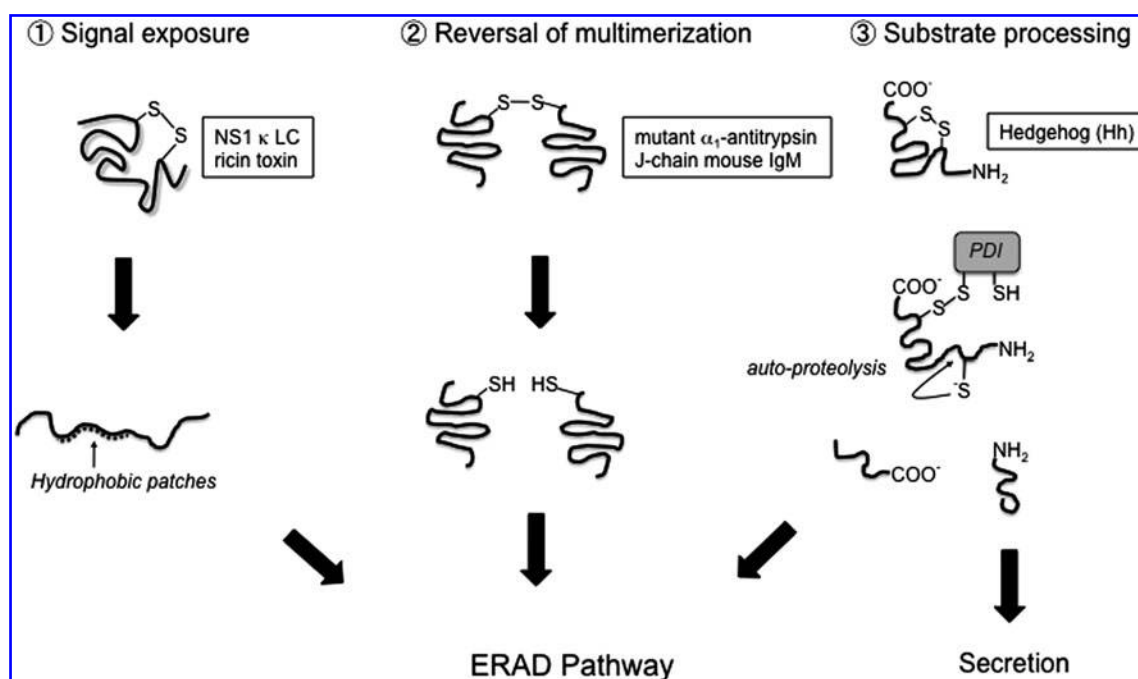 ① Signal exposure
② Reversal of multimerization
③ Substrate processing
S
S
NS1 κ LC
ricin toxin
S–S
mutant α₁-antitrypsin
J-chain mouse IgM
COO⁻
S
S
NH₂
Hedgehog (Hh)
PDI
COO⁻
S
S
SH
NH₂
auto-proteolysis
⁻S
SH
HS
Hydrophobic patches
COO⁻
NH₂
ERAD Pathway
Secretion